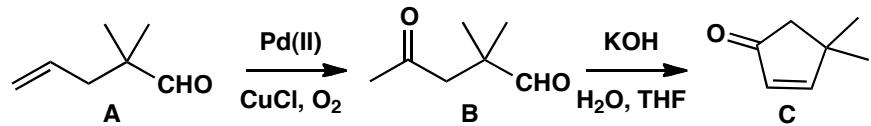 O
Pd(II)
KOH
O
CHO
CuCl, O2
CHO
H2O, THF
A
B
C